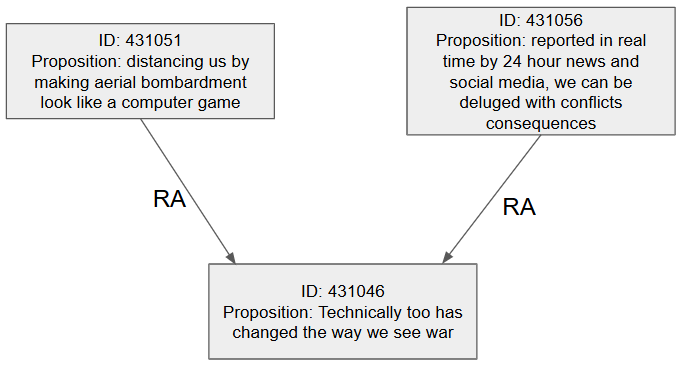 ID: 431051
Proposition: distancing us by
making aerial bombardment
look like a computer game
ID: 431056
Proposition: reported in real
time by 24 hour news and
social media, we can be
deluged with conflicts
consequences
RA
RA
ID: 431046
Proposition: Technically too has
changed the way we see war